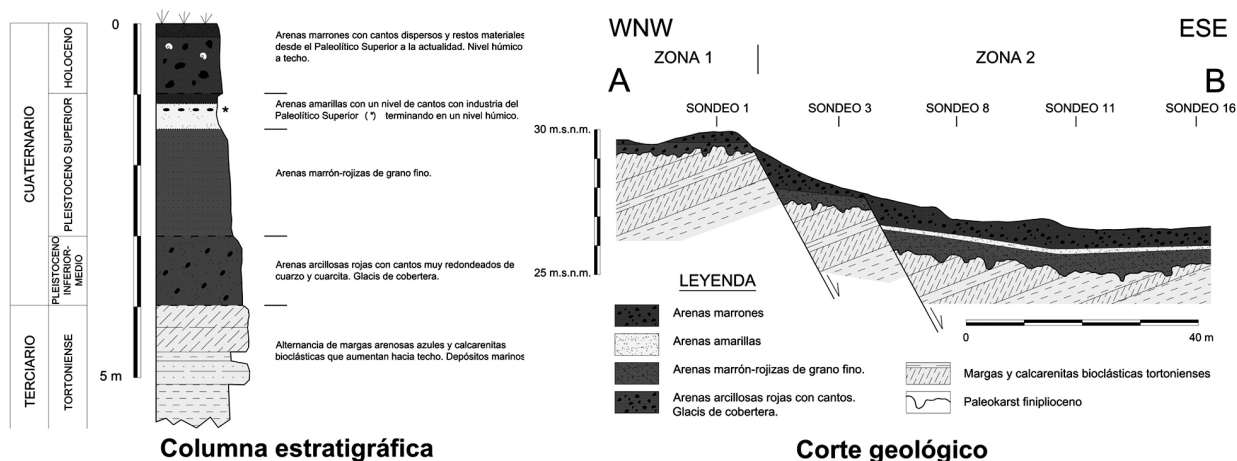 0
5 m
CUATERNARIO
TERCIARIO
HOLOCENO
PLEISTOCENO SUPERIOR
PLEISTOCENO
INFERIOR-
MEDIO
TORTONIENSE
Arenas marrones con cantos dispersos y restos materiales
desde el Paleolítico Superior a la actualidad. Nivel húmico
a techo.
*
Arenas amarillas con un nivel de cantos con industria del
Paleolítico Superior (*) terminando en un nivel húmico.
Arenas marrón-rojizas de grano fino.
Arenas arcillosas rojas con cantos muy redondeados de
cuarzo y cuarcita. Glacis de cobertera.
Alternancia de margas arenosas azules y calcarenitas
bioclásticas que aumentan hacia techo. Depósitos marinos
Columna estratigráfica
WNW
ESE
ZONA 1
ZONA 2
A
B
SONDEO 1
SONDEO 3
SONDEO 8
SONDEO 11
SONDEO 16
30 m.s.n.m.
25 m.s.n.m.
LEYENDA
Arenas marrones
Arenas amarillas
Arenas marrón-rojizas de grano fino.
Arenas arcillosas rojas con cantos.
Glacis de cobertera.
0
40 m
Margas y calcarenitas bioclásticas tortonienses
Paleokarst finiplioceno
Corte geológico